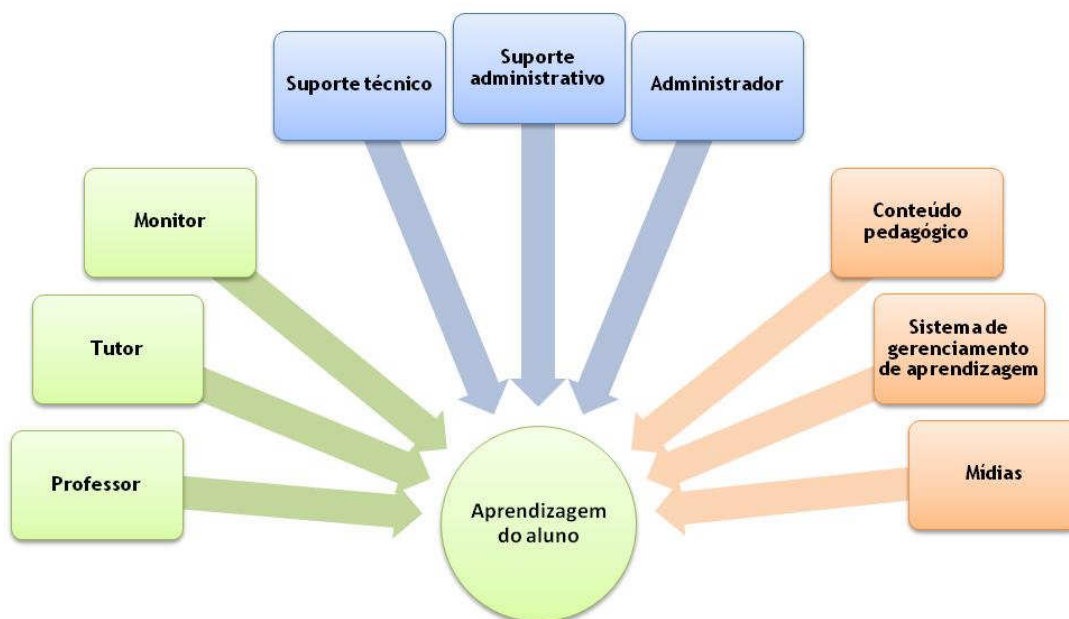 Suporte técnico
Suporte
administrativo
Administrador
Monitor
Conteúdo
pedagógico
Tutor
Sistema de
gerenciamento
de aprendizagem
Professor
Mídias
Aprendizagem
do aluno